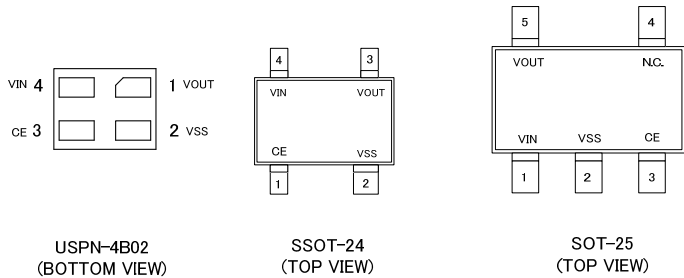 VIN 4
1 VOUT
CE 3
2 VSS
USPN-4B02
(BOTTOM VIEW)
4
3
VIN
VOUT
CE
VSS
1
2
SSOT-24
(TOP VIEW)
5
4
VOUT
N.C.
VIN
VSS
CE
1
2
3
SOT-25
(TOP VIEW)